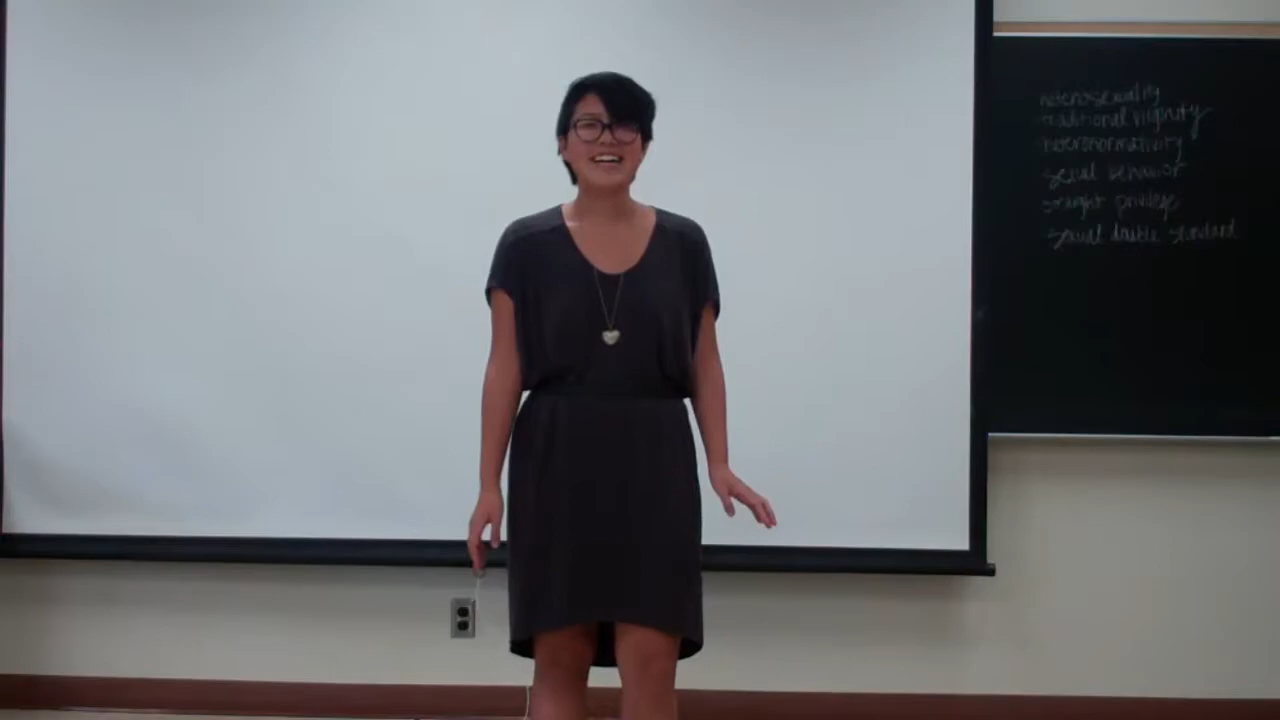 heterosexuality
traditional virginity
heteronormativity
sexual behavior
straight privilege
sexual double standard